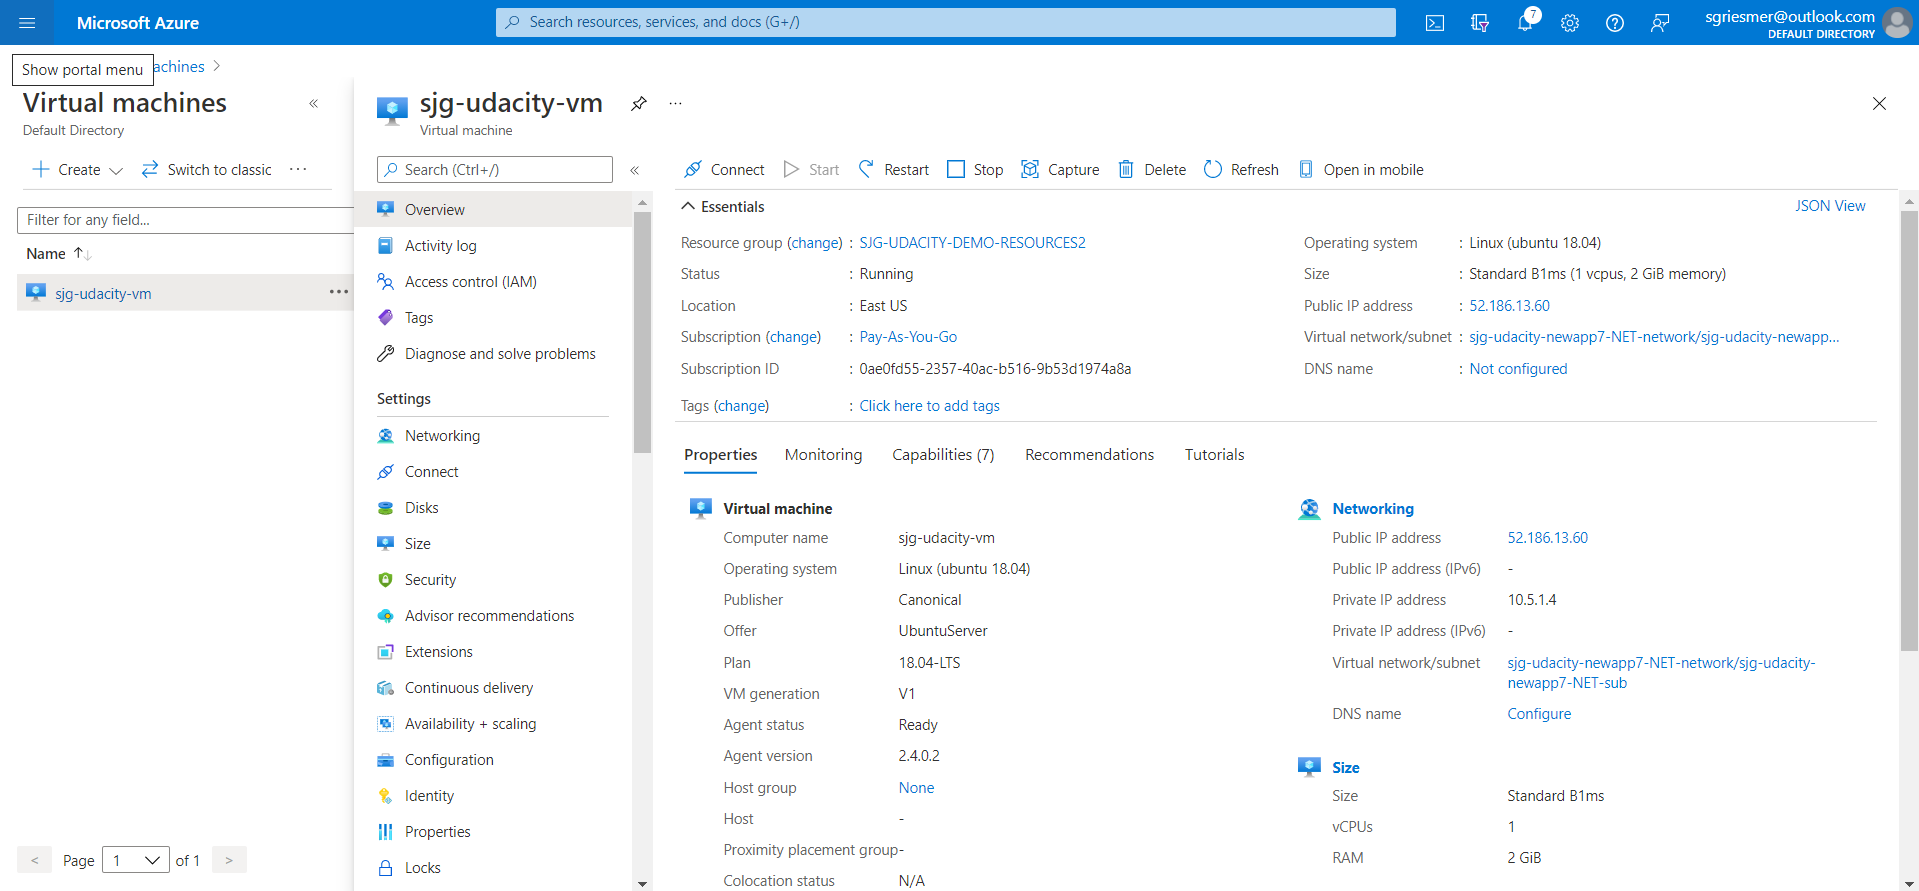 Microsoft Azure
Search resources, services, and docs (G+/)
7
sgriesmer@outlook.com
DEFAULT DIRECTORY
Show portal menu
achines >
Virtual machines
«
Default Directory
Create
Switch to classic
...
Filter for any field...
Name ↑↓
sjg-udacity-vm
...
< Page 1 of 1 >
sjg-udacity-vm
...
Virtual machine
Search (Ctrl+/)
«
Overview
Activity log
Access control (IAM)
Tags
Diagnose and solve problems
Settings
Networking
Connect
Disks
Size
Security
Advisor recommendations
Extensions
Continuous delivery
Availability + scaling
Configuration
Identity
Properties
Locks
Connect
Start
Restart
Stop
Capture
Delete
Refresh
Open in mobile
Essentials
JSON View
Resource group (change) : SJG-UDACITY-DEMO-RESOURCES2
Status : Running
Location : East US
Subscription (change) : Pay-As-You-Go
Subscription ID : 0ae0fd55-2357-40ac-b516-9b53d1974a8a
Tags (change) : Click here to add tags
Operating system : Linux (ubuntu 18.04)
Size : Standard B1ms (1 vcpus, 2 GiB memory)
Public IP address : 52.186.13.60
Virtual network/subnet : sjg-udacity-newapp7-NET-network/sjg-udacity-newapp...
DNS name : Not configured
Properties
Monitoring
Capabilities (7)
Recommendations
Tutorials
Virtual machine
Computer name sjg-udacity-vm
Operating system Linux (ubuntu 18.04)
Publisher Canonical
Offer UbuntuServer
Plan 18.04-LTS
VM generation V1
Agent status Ready
Agent version 2.4.0.2
Host group None
Host -
Proximity placement group -
Colocation status N/A
Networking
Public IP address 52.186.13.60
Public IP address (IPv6) -
Private IP address 10.5.1.4
Private IP address (IPv6) -
Virtual network/subnet sjg-udacity-newapp7-NET-network/sjg-udacity-
newapp7-NET-sub
DNS name Configure
Size
Size Standard B1ms
vCPUs 1
RAM 2 GiB